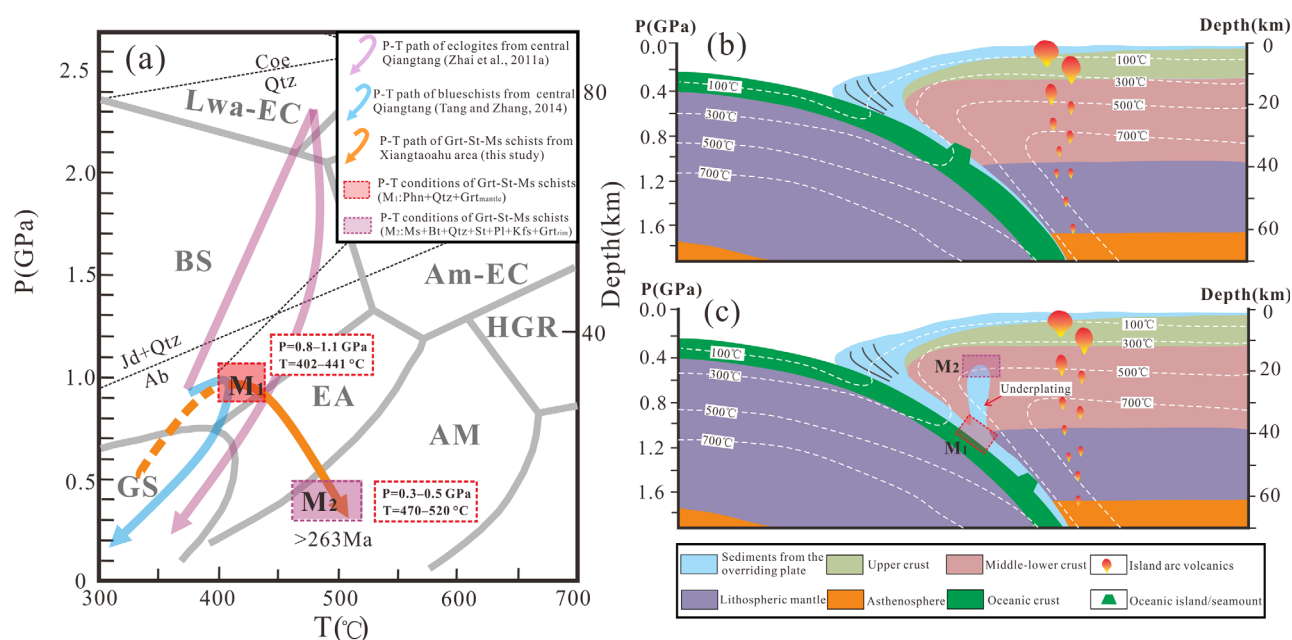 (a)
P(GPa)
2.5
2.0
1.5
1.0
0.5
0
300
400
500
600
700
T(℃)
80
40
Depth(km)
Coe
Qtz
Lwa-EC
BS
Jd+Qtz
Ab
Am-EC
HGR
EA
AM
GS
M1
P=0.8–1.1 GPa
T=402–441 °C
M2
P=0.3–0.5 GPa
T=470–520 °C
>263Ma
P-T path of eclogites from central
Qiangtang (Zhai et al., 2011a)
P-T path of blueschists from central
Qiangtang (Tang and Zhang, 2014)
P-T path of Grt-St-Ms schists from
Xiangtaohu area (this study)
P-T conditions of Grt-St-Ms schists
(M1:Phn+Qtz+Grtmantle)
P-T conditions of Grt-St-Ms schists
(M2:Ms+Bt+Qtz+St+Pl+Kfs+Grtrim)
P(GPa)
(b)
Depth(km)
0.0
0.4
0.8
1.2
1.6
0
20
40
60
100℃
300℃
500℃
700℃
100℃
300℃
500℃
700℃
P(GPa)
(c)
Depth(km)
0.0
0.4
0.8
1.2
1.6
0
20
40
60
100℃
300℃
500℃
700℃
100℃
300℃
500℃
700℃
M2
Underplating
M1
Sediments from the
overriding plate
Upper crust
Middle-lower crust
Island arc volcanics
Lithospheric mantle
Asthenosphere
Oceanic crust
Oceanic island/seamount